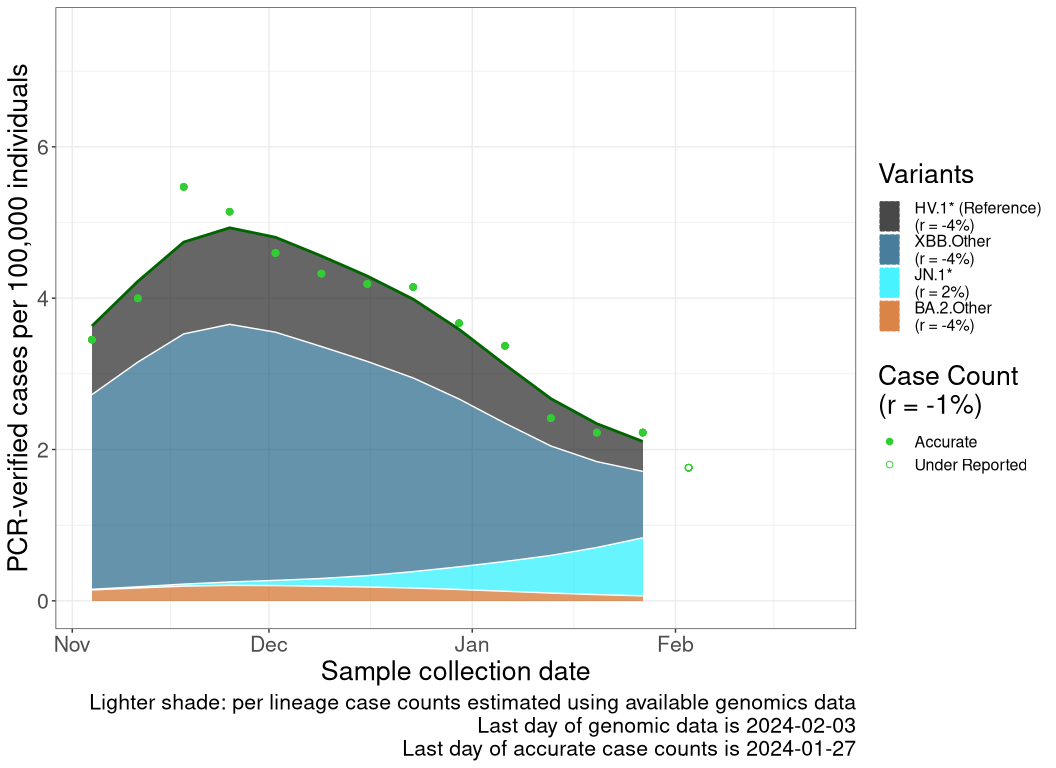 PCR-verified cases per 100,000 individuals
6
4
2
0
Nov
Dec
Jan
Feb
Sample collection date
Lighter shade: per lineage case counts estimated using available genomics data
Last day of genomic data is 2024-02-03
Last day of accurate case counts is 2024-01-27
Variants
HV.1* (Reference)
(r = -4%)
XBB.Other
(r = -4%)
JN.1*
(r = 2%)
BA.2.Other
(r = -4%)
Case Count
(r = -1%)
Accurate
Under Reported